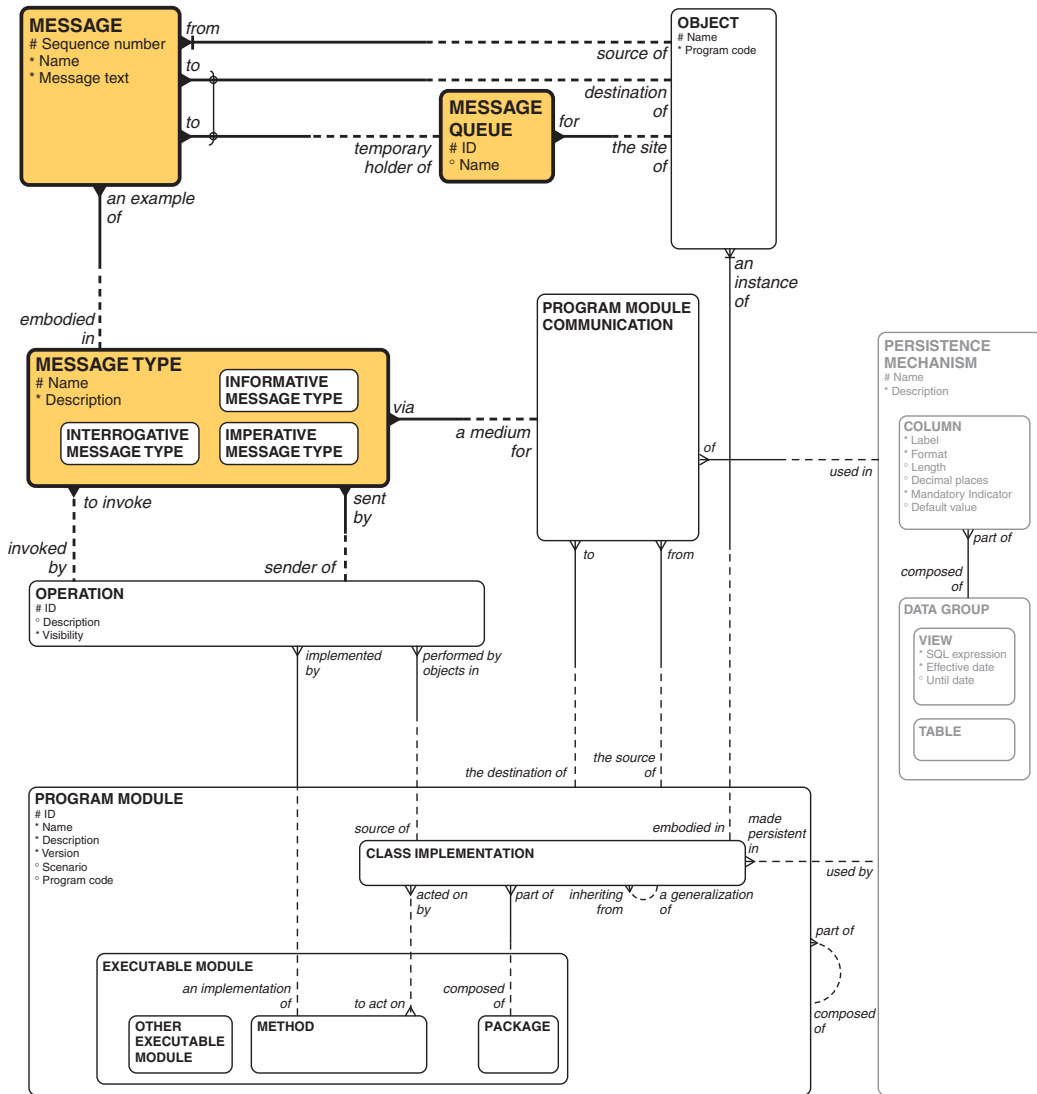 MESSAGE
# Sequence number
* Name
* Message text
from
to
to
source of
destination
of
OBJECT
# Name
* Program code
MESSAGE
QUEUE
# ID
° Name
temporary
holder of
for
the site
of
an example
of
embodied
in
an
instance
of
MESSAGE TYPE
# Name
* Description
INFORMATIVE
MESSAGE TYPE
INTERROGATIVE
MESSAGE TYPE
IMPERATIVE
MESSAGE TYPE
via
a medium
for
PROGRAM MODULE
COMMUNICATION
of
used in
PERSISTENCE
MECHANISM
# Name
* Description
COLUMN
* Label
* Format
° Length
° Decimal places
* Mandatory Indicator
° Default value
part of
composed
of
DATA GROUP
VIEW
* SQL expression
* Effective date
° Until date
TABLE
to invoke
sent
by
invoked
by
sender of
to
from
OPERATION
# ID
° Description
* Visibility
implemented
by
performed by
objects in
the destination of
the source
of
PROGRAM MODULE
# ID
* Name
* Description
* Version
° Scenario
° Program code
source of
embodied in
made
persistent
in
used by
CLASS IMPLEMENTATION
acted on
by
part of
inheriting
from
a generalization
of
part of
composed
of
EXECUTABLE MODULE
an implementation
of
to act on
composed
of
OTHER
EXECUTABLE
MODULE
METHOD
PACKAGE